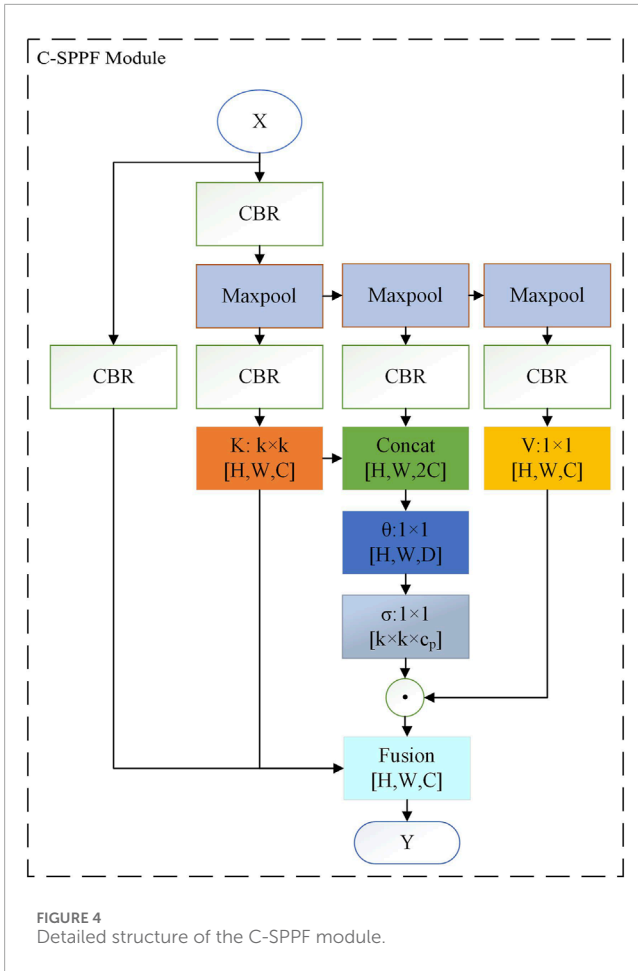 C-SPPF Module
X
CBR
Maxpool Maxpool Maxpool
CBR CBR CBR CBR
K: k×k
[H,W,C]
Concat
[H,W,2C]
V:1×1
[H,W,C]
θ:1×1
[H,W,D]
σ:1×1
[k×k×cₚ]
·
Fusion
[H,W,C]
Y
FIGURE 4
Detailed structure of the C-SPPF module.